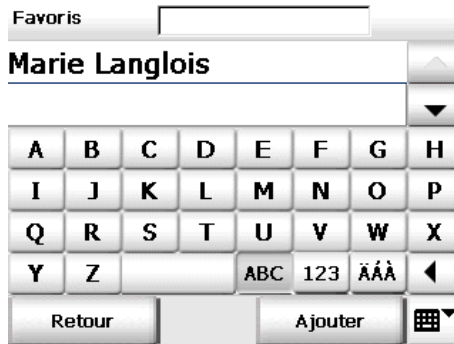 Favoris
Marie Langlois
A B C D E F G H
I J K L M N O P
Q R S T U V W X
Y Z ABC 123 ÄÁÀ
Retour Ajouter